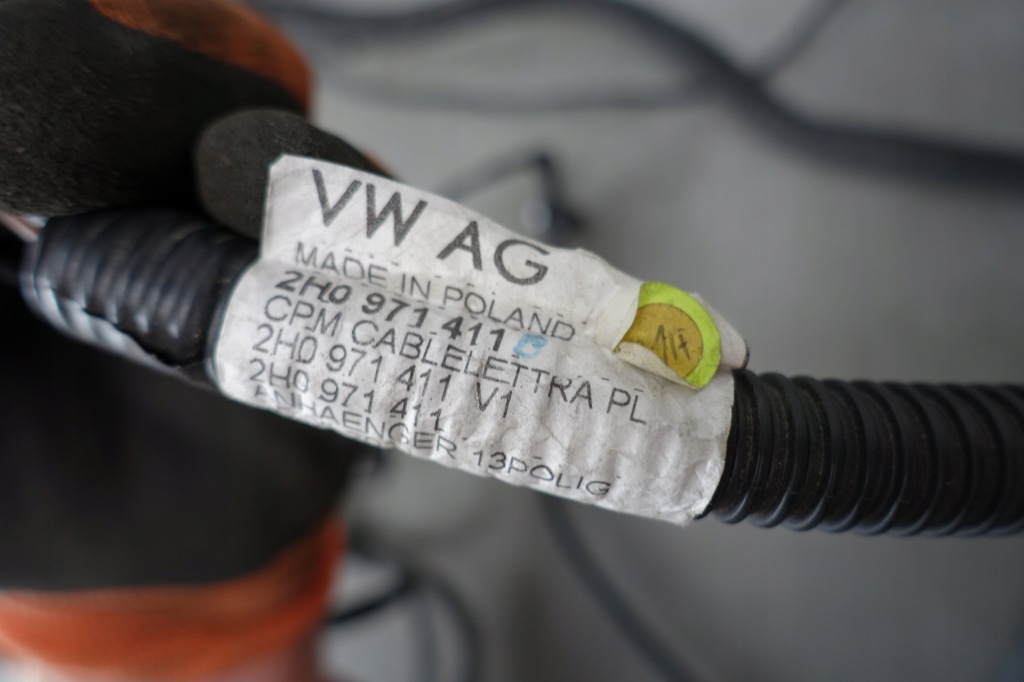 VW AG
MADE IN POLAND
2H0 971 411 B
CPM CABLELETTRA PL
2H0 971 411 V1
2H0 971 411
ANHAENGER 13POLIG